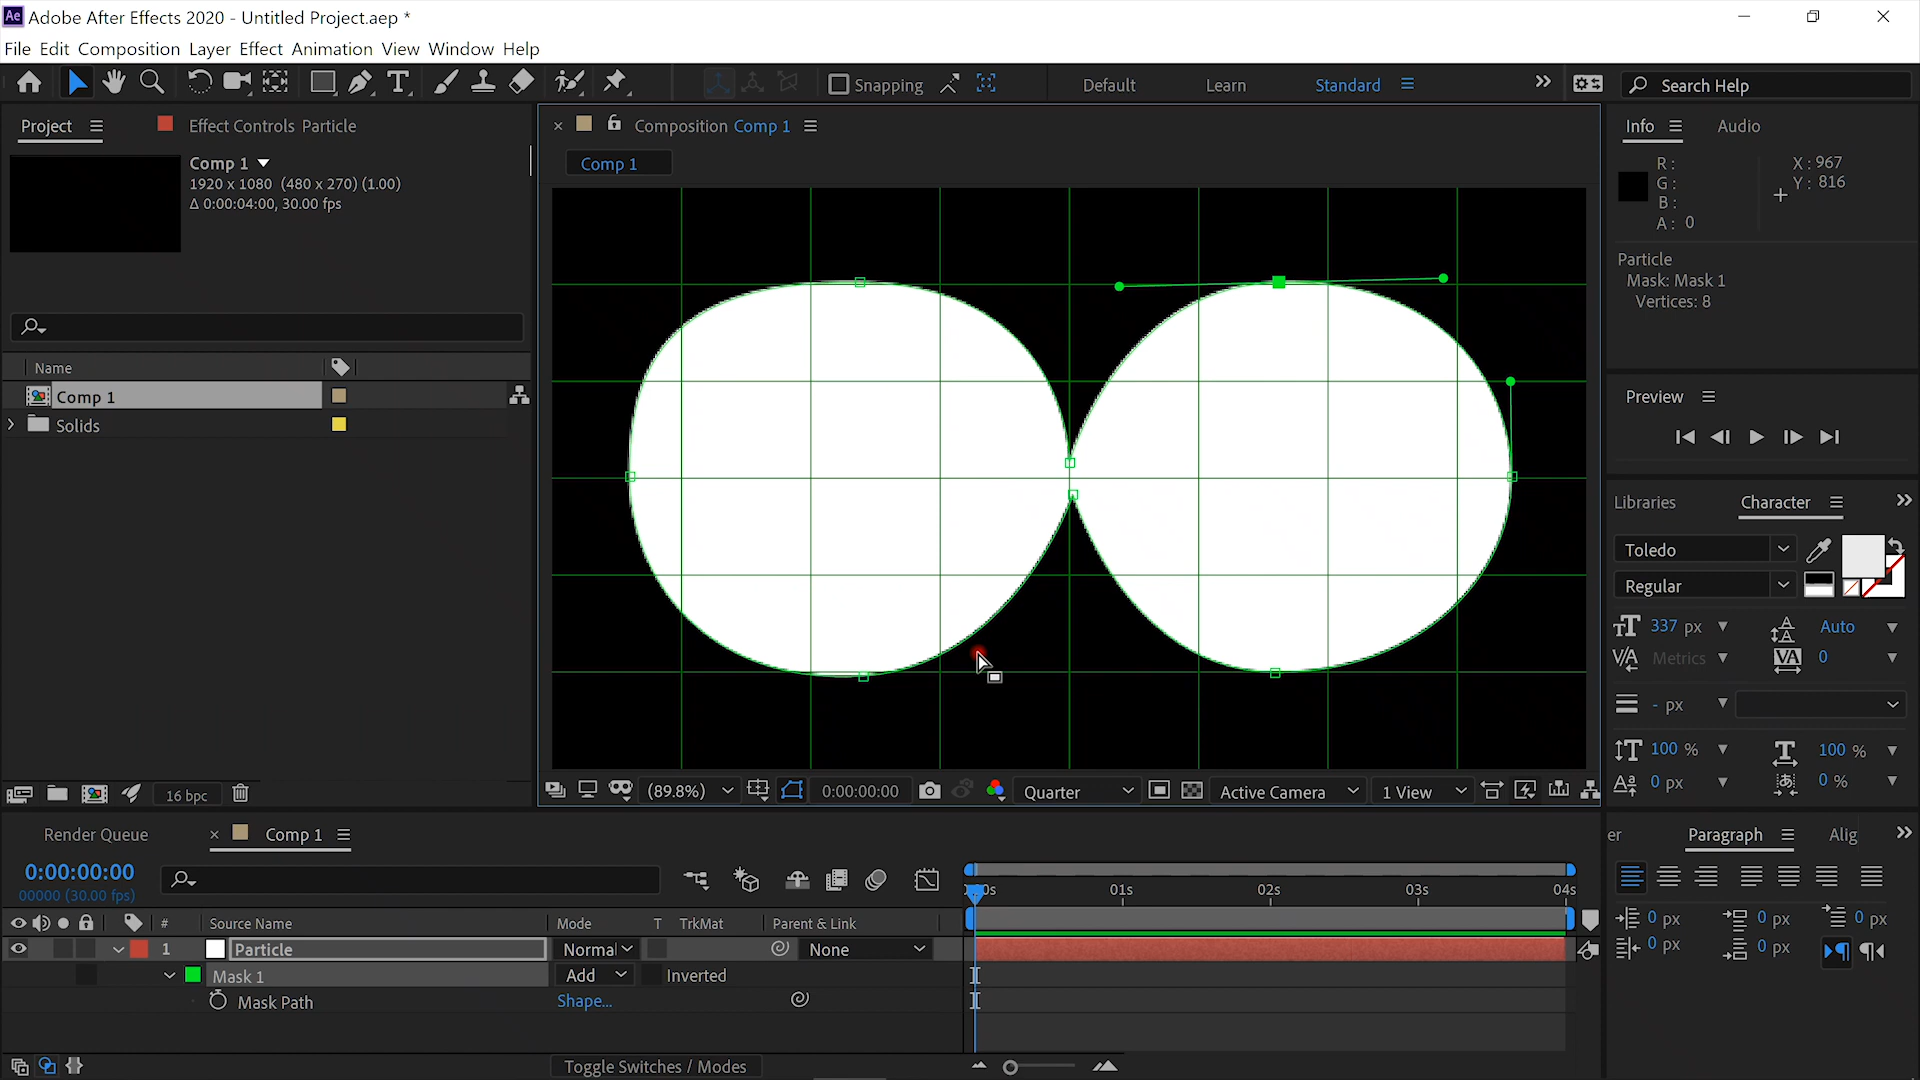 Ae Adobe After Effects 2020 - Untitled Project.aep *
File Edit Composition Layer Effect Animation View Window Help
T Snapping Default Learn Standard Search Help
Project Effect Controls Particle
Composition Comp 1
Info Audio
Comp 1
1920 x 1080 (480 x 270) (1.00)
Δ 0:00:04:00, 30.00 fps
Comp 1
R :
G :
B :
A : 0
X : 967
Y : 816
Particle
Mask: Mask 1
Vertices: 8
Name
Comp 1
Solids
Preview
Libraries Character
Toledo
Regular
337 px Auto
Metrics 0
- px
100 % 100 %
0 px 0 %
16 bpc
(89.8%) 0:00:00:00 Quarter Active Camera 1 View
Render Queue Comp 1
er Paragraph Alig
0:00:00:00
00000 (30.00 fps)
:00s 01s 02s 03s 04s
# Source Name Mode T TrkMat Parent & Link
1 Particle Normal None
Mask 1 Add Inverted
Mask Path Shape...
0 px 0 px 0 px
0 px 0 px
Toggle Switches / Modes